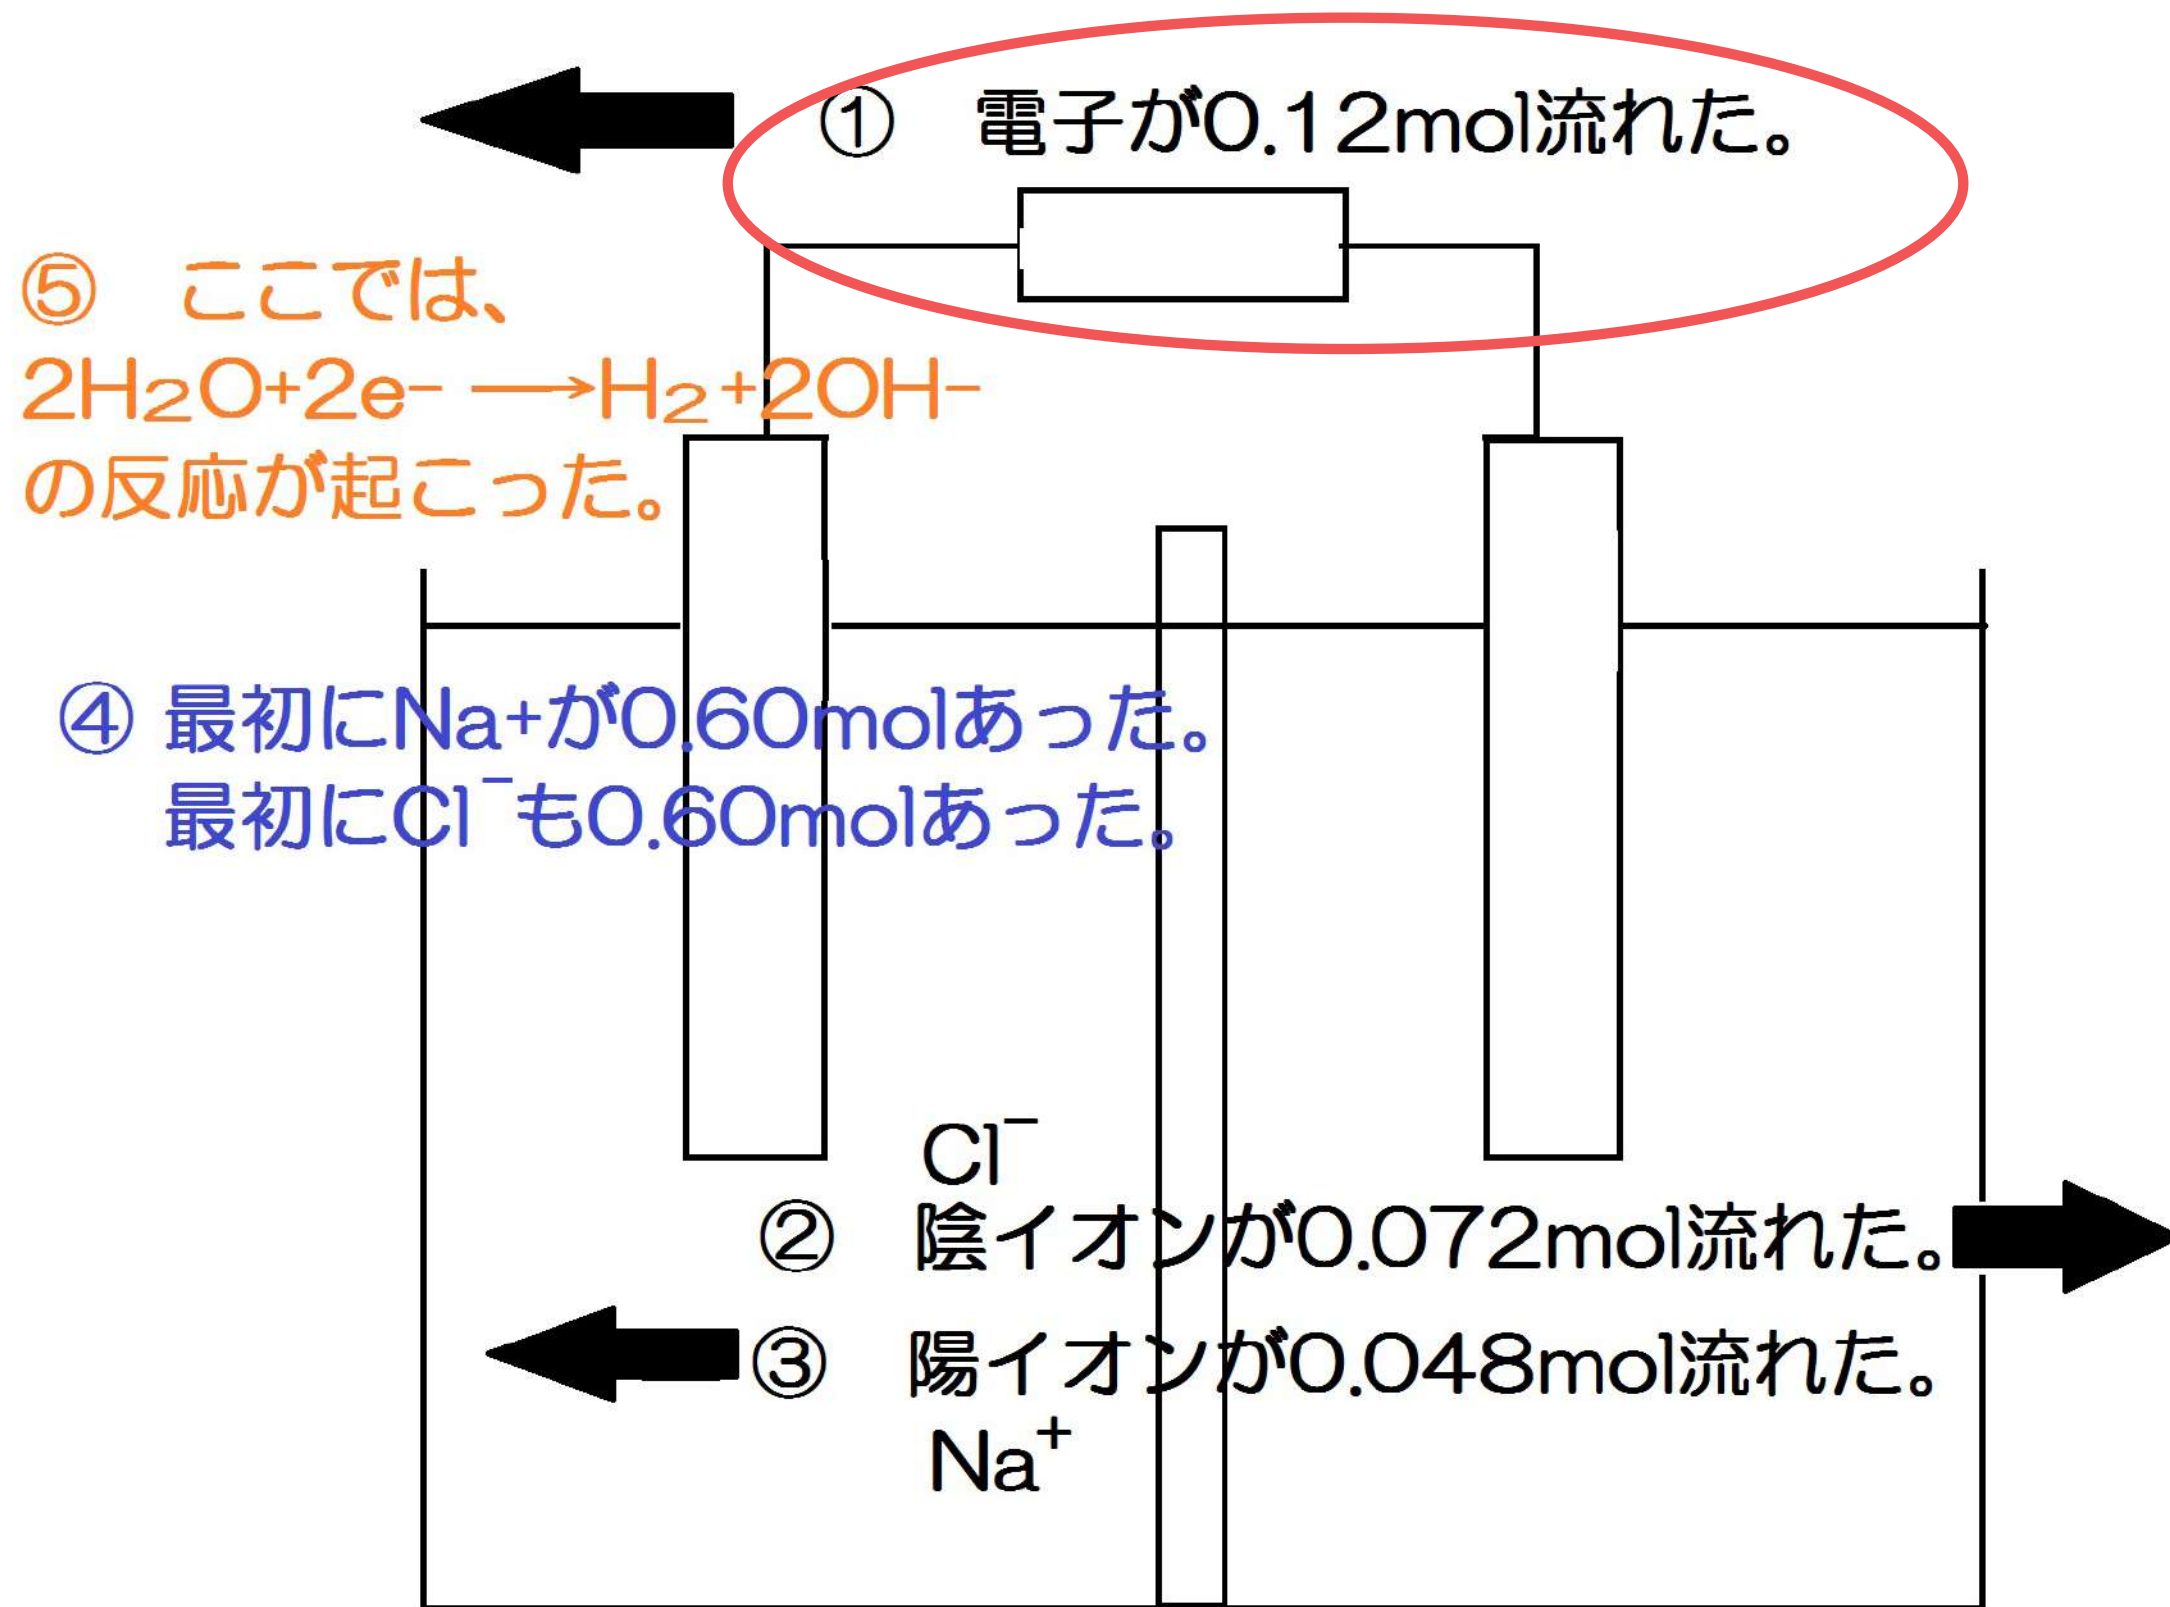 ① 電子が0.12mol流れた。
⑤ ここでは、
2H₂O+2e- →H₂+2OH-
の反応が起こった。
④ 最初にNa+が0.60molあった。
最初にCl⁻も0.60molあった。
Cl⁻
② 陰イオンが0.072mol流れた。
③ 陽イオンが0.048mol流れた。
Na⁺